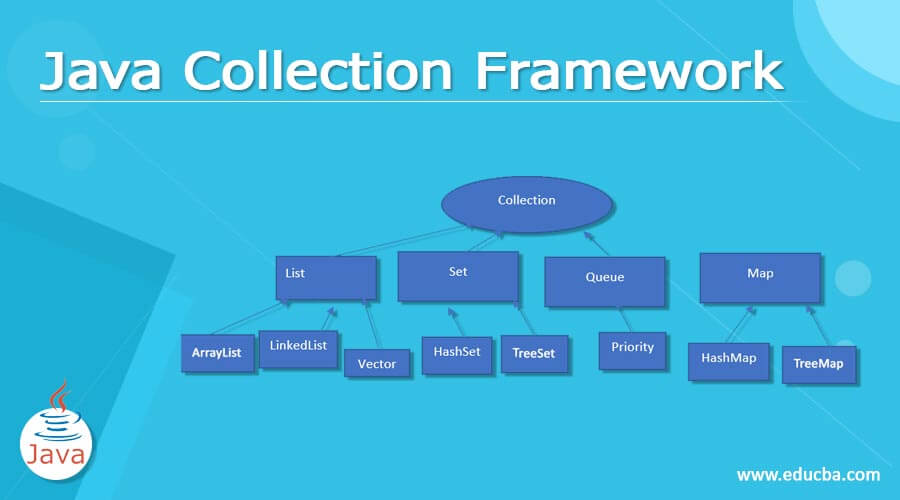 Java Collection Framework
Collection
List
Set
Queue
Map
ArrayList
LinkedList
Vector
HashSet
TreeSet
Priority
HashMap
TreeMap
Java
www.educba.com